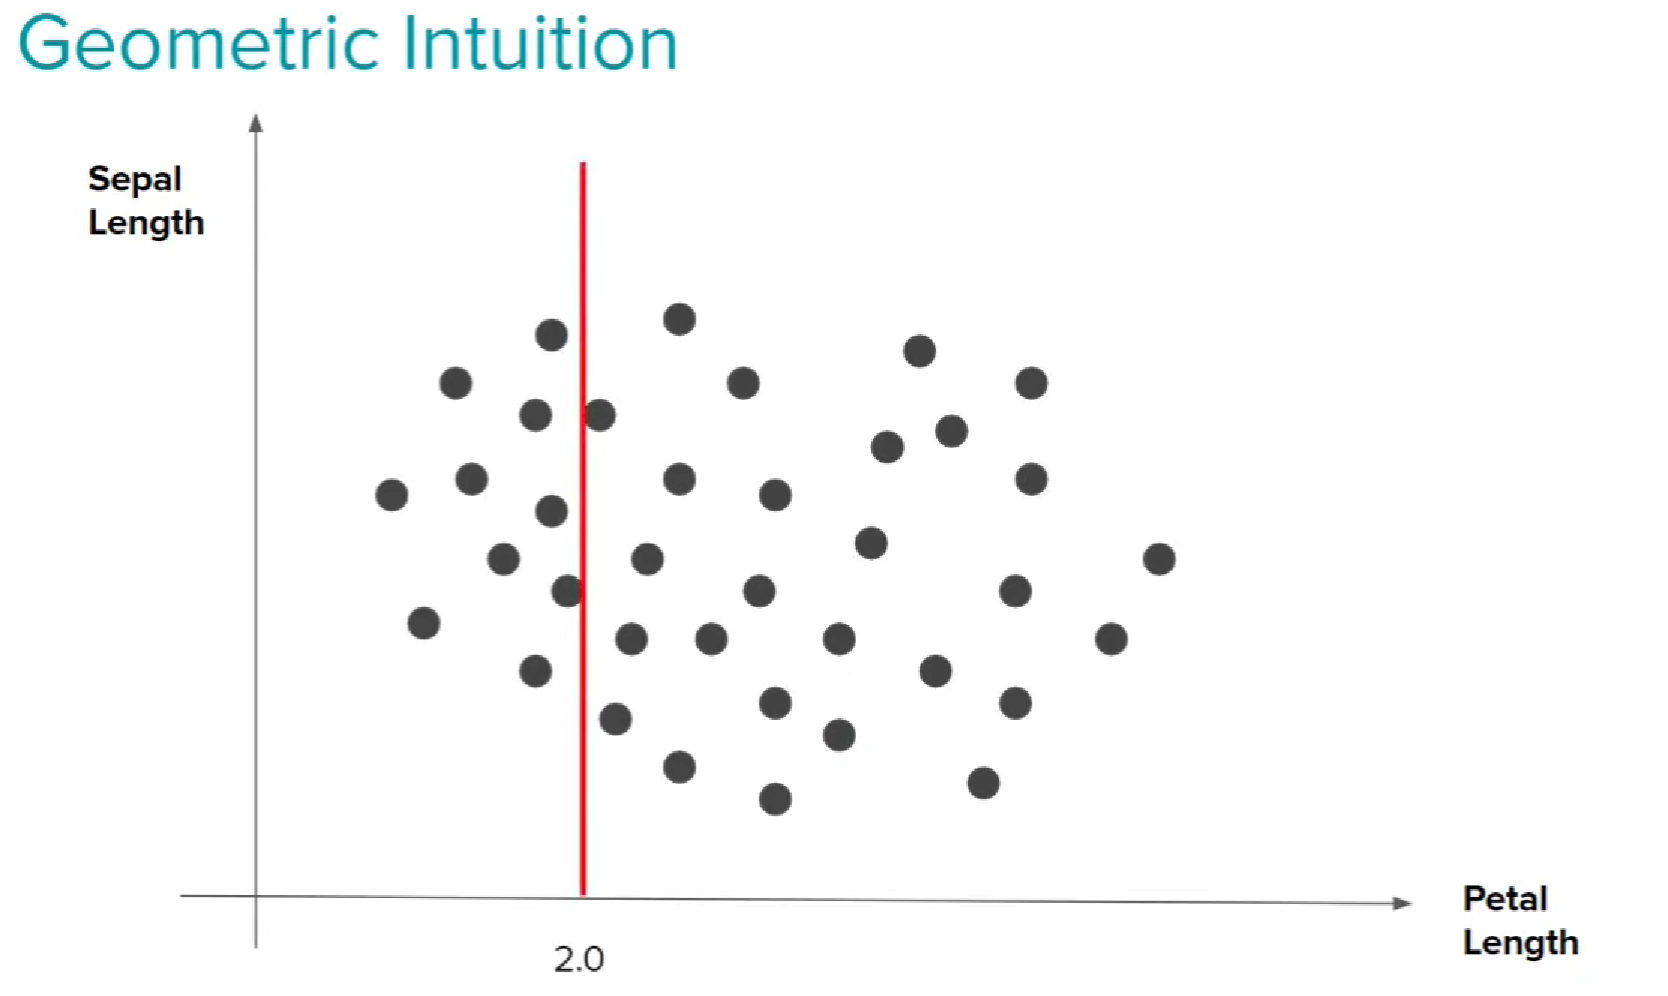 Geometric Intuition
Sepal
Length
Petal
Length
2.0